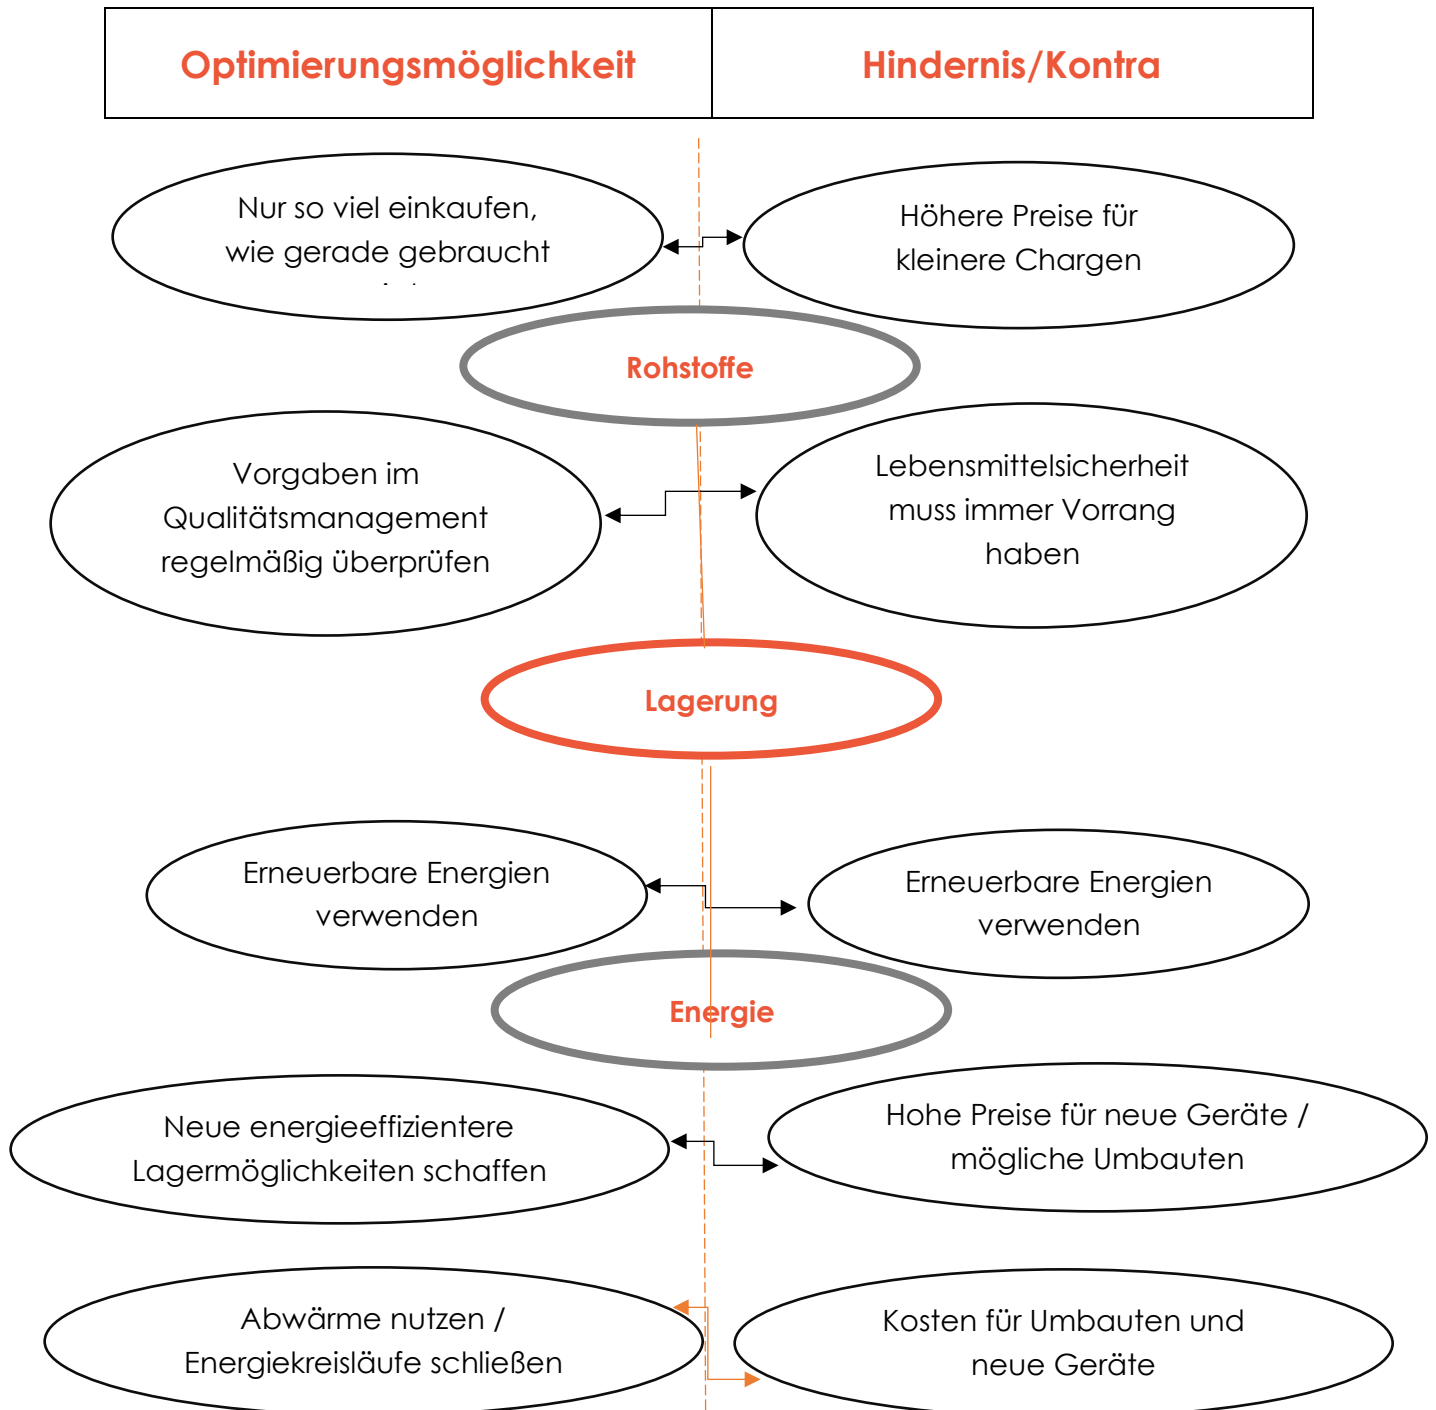 Optimierungsmöglichkeit
Hindernis/Kontra
Nur so viel einkaufen,
wie gerade gebraucht
Höhere Preise für
kleinere Chargen
Rohstoffe
Vorgaben im
Qualitätsmanagement
regelmäßig überprüfen
Lebensmittelsicherheit
muss immer Vorrang
haben
Lagerung
Erneuerbare Energien
verwenden
Erneuerbare Energien
verwenden
Energie
Neue energieeffizientere
Lagermöglichkeiten schaffen
Hohe Preise für neue Geräte /
mögliche Umbauten
Abwärme nutzen /
Energiekreisläufe schließen
Kosten für Umbauten und
neue Geräte